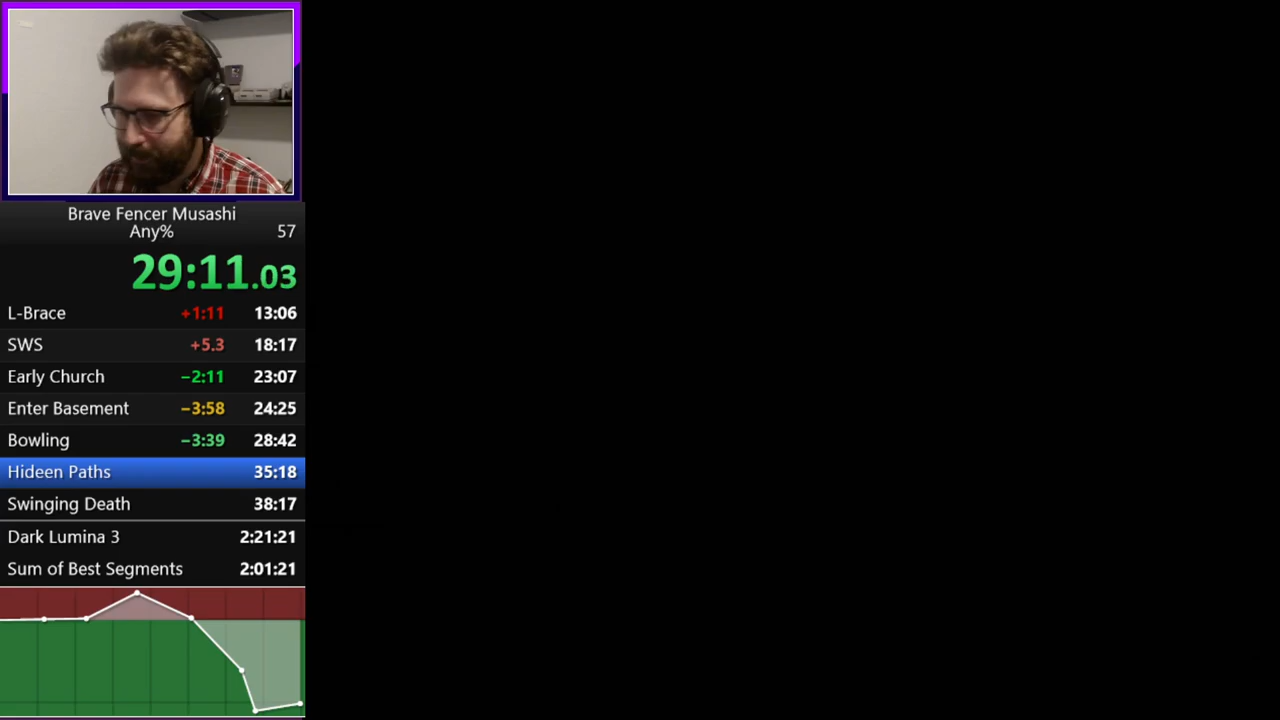 Brave Fencer Musashi
Any% 57
29:11.03
L-Brace +1:11 13:06
SWS +5.3 18:17
Early Church −2:11 23:07
Enter Basement −3:58 24:25
Bowling −3:39 28:42
Hideen Paths 35:18
Swinging Death 38:17
Dark Lumina 3 2:21:21
Sum of Best Segments 2:01:21